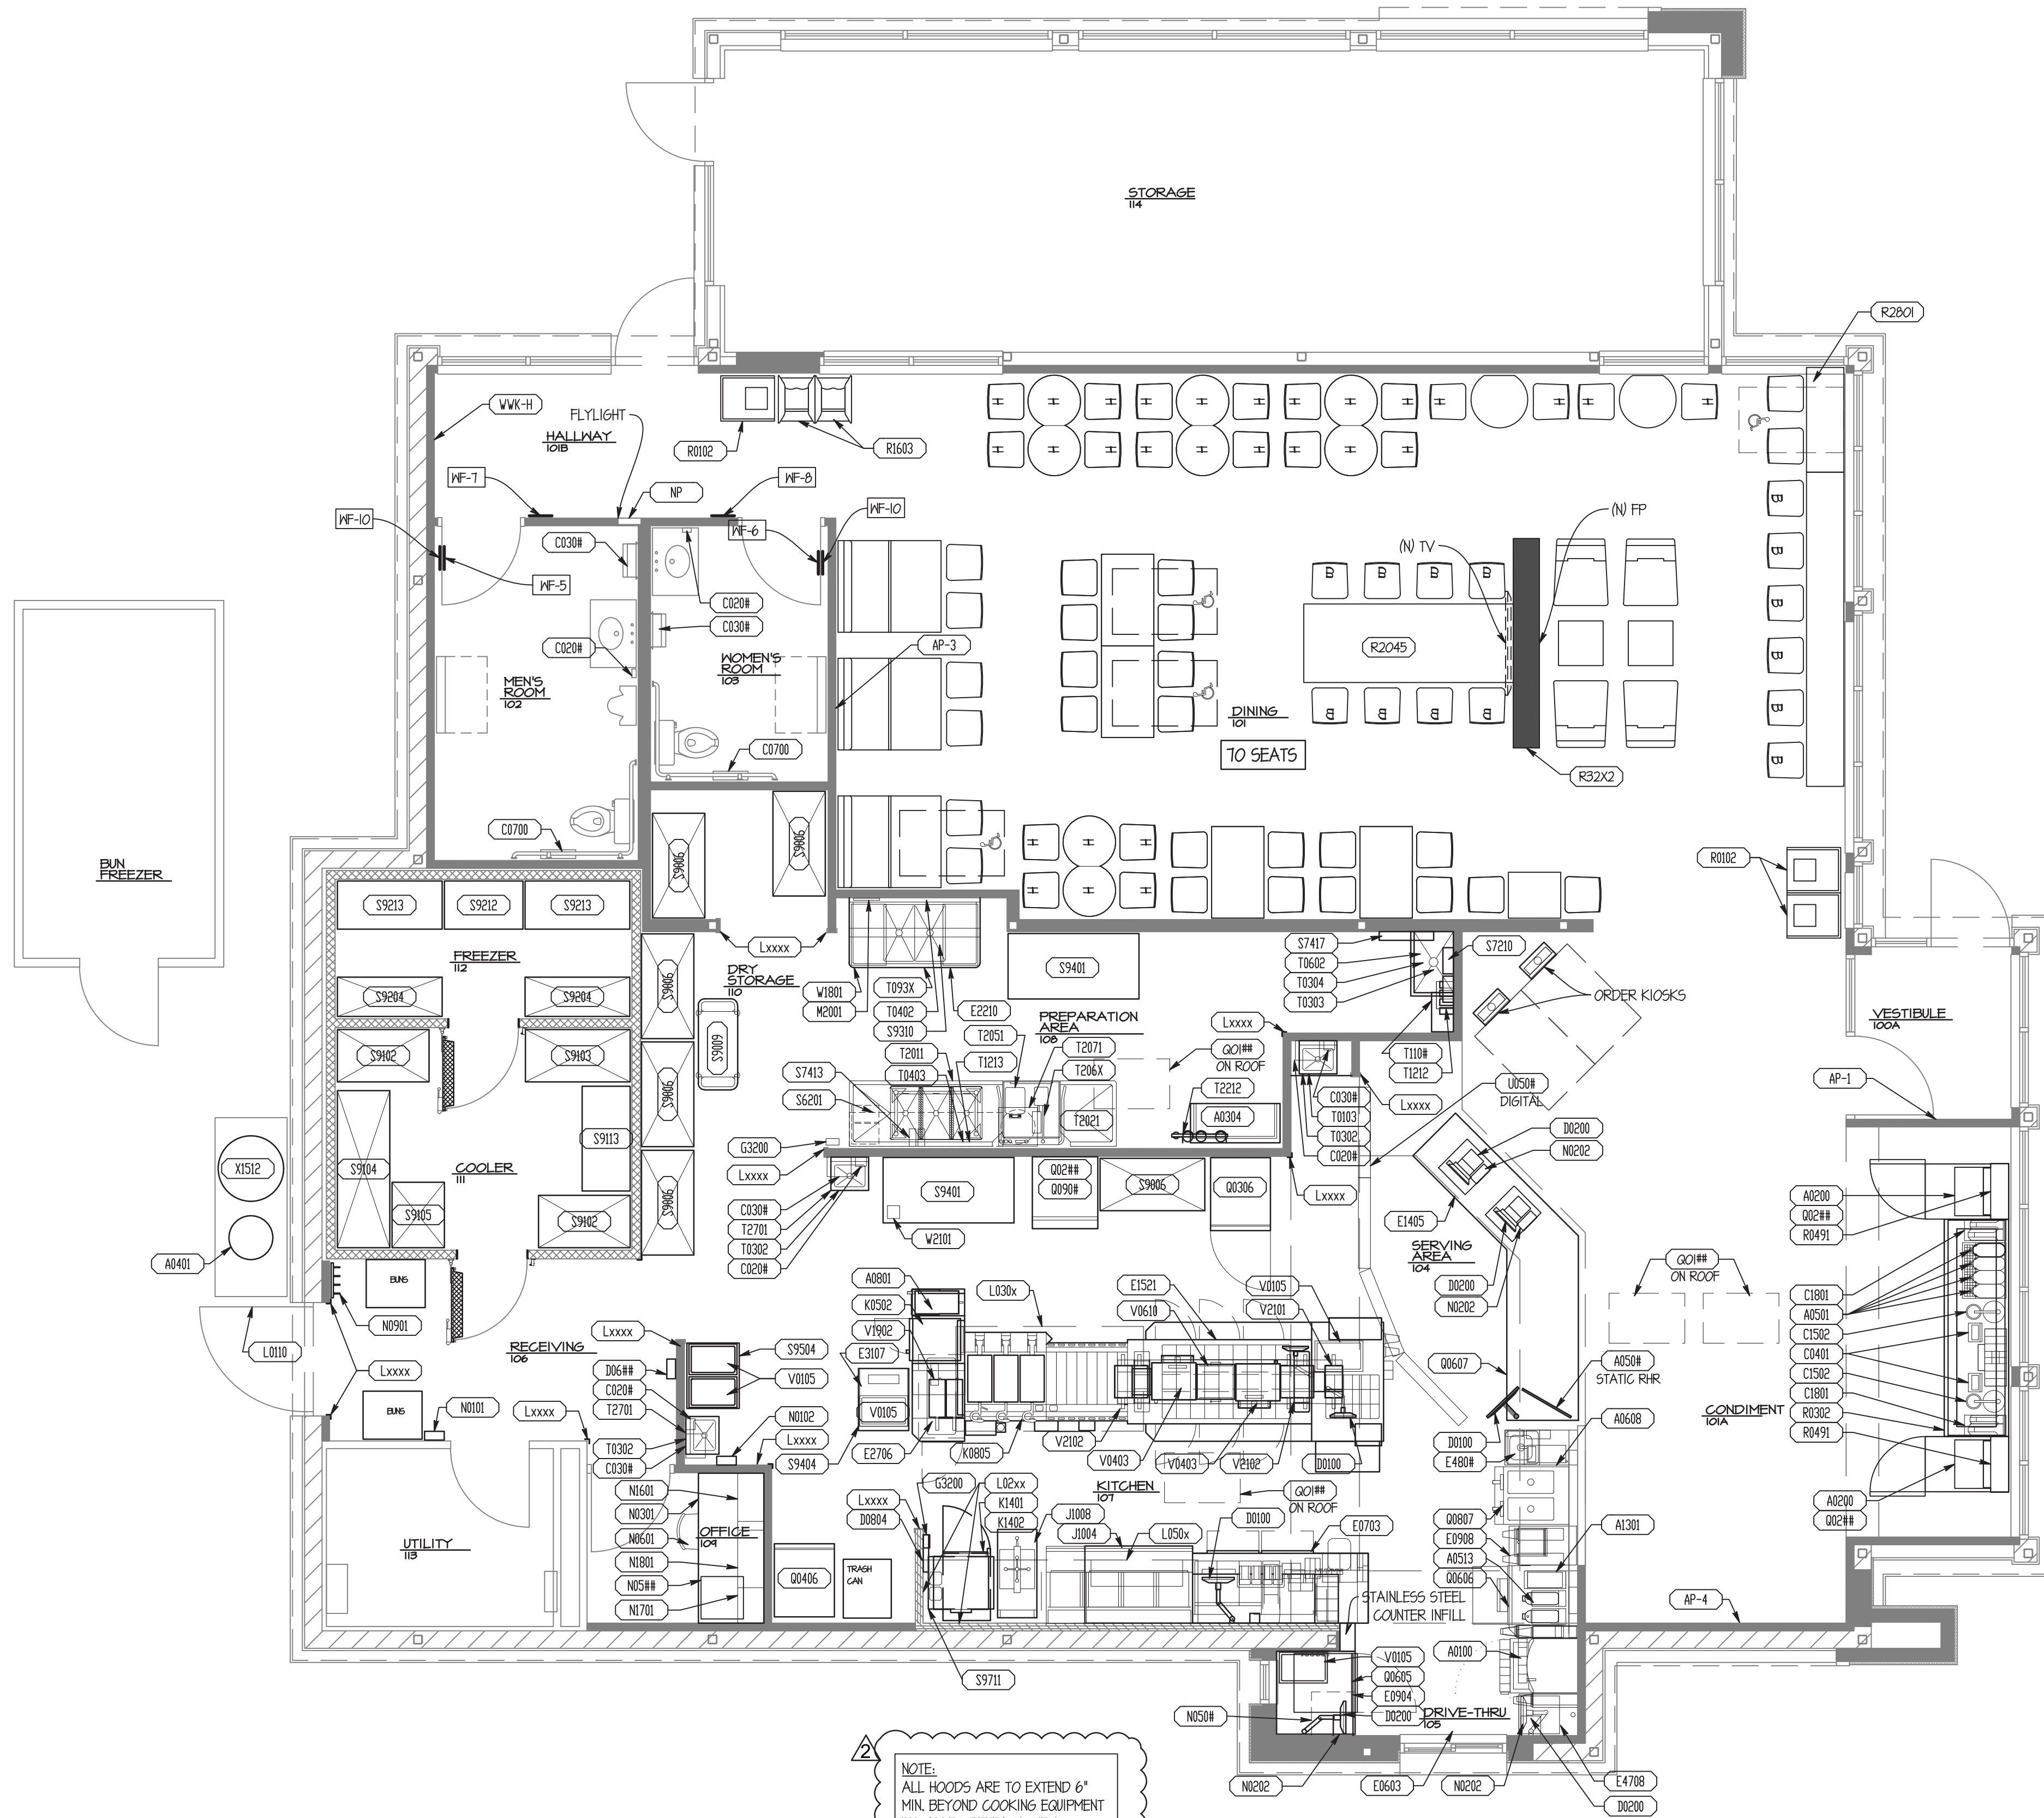 STORAGE
114
R2801
WWK-H
FLYLIGHT
HALLWAY
101B
R0102
R1603
WF-7
NP
WF-8
WF-10
WF-10
(N) FP
WF-6
C030#
(N) TV
WF-5
C020#
C030#
C020#
AP-3
R2045
WOMEN'S
ROOM
103
MEN'S
ROOM
102
DINING
101
70 SEATS
C0700
R32X2
C0700
S9806
S9806
BUN
FREEZER
R0102
S9213
S9212
S9213
Lxxxx
S7417
S7210
T0602
T0304
T0303
FREEZER
112
DRY
STORAGE
110
S9401
S9204
S9204
S9806
W1801
M2001
T093X
T0402
S9310
E2210
ORDER KIOSKS
VESTIBULE
100A
PREPARATION
AREA
108
Lxxxx
T2051
S9102
S9103
S9009
T2011
T0403
T1213
T2071
T206X
Q01##
ON ROOF
T110#
T1212
S7413
S6201
S9806
T2212
A0304
T2021
U050#
DIGITAL
AP-1
C030#
T0103
T0302
C020#
Lxxxx
S9113
G3200
D0200
N0202
X1512
S9104
COOLER
111
Lxxxx
S9806
S9401
Q02##
Q090#
S9806
Q0306
Lxxxx
A0200
Q02##
R0491
S9105
S9102
C030#
T2701
T0302
C020#
W2101
E1405
SERVING
AREA
104
A0401
Q01##
ON ROOF
BUNS
A0801
K0502
V1902
E3107
L030x
E1521
V0610
V0105
V2101
D0200
N0202
C1801
A0501
C1502
C0401
C1502
C1801
R0302
R0491
N0901
L0110
RECEIVING
106
Lxxxx
S9504
V0105
D06##
C020#
T2701
Lxxxx
Q0607
A050#
STATIC RHR
BUNS
N0101
Lxxxx
N0102
Lxxxx
V0105
E2706
K0805
V2102
S9404
V0403
V0403
V2102
D0100
D0100
E480#
A0608
CONDIMENT
101A
T0302
C030#
KITCHEN
107
Q01##
ON ROOF
A0200
Q02##
N1601
N0301
N0601
N1801
N05##
N1701
OFFICE
109
G3200
Lxxxx
D0804
L02xx
K1401
K1402
J1008
J1004
L050x
D0100
E0703
Q0807
E0908
A0513
Q0606
A1301
UTILITY
113
Q0406
TRASH
CAN
STAINLESS STEEL
COUNTER INFILL
AP-4
S9711
V0105
Q0605
E0904
D0200
A0100
N050#
DRIVE-THRU
105
N0202
E0603
N0202
E4708
D0200
2
NOTE:
ALL HOODS ARE TO EXTEND 6"
MIN. BEYOND COOKING EQUIPMENT